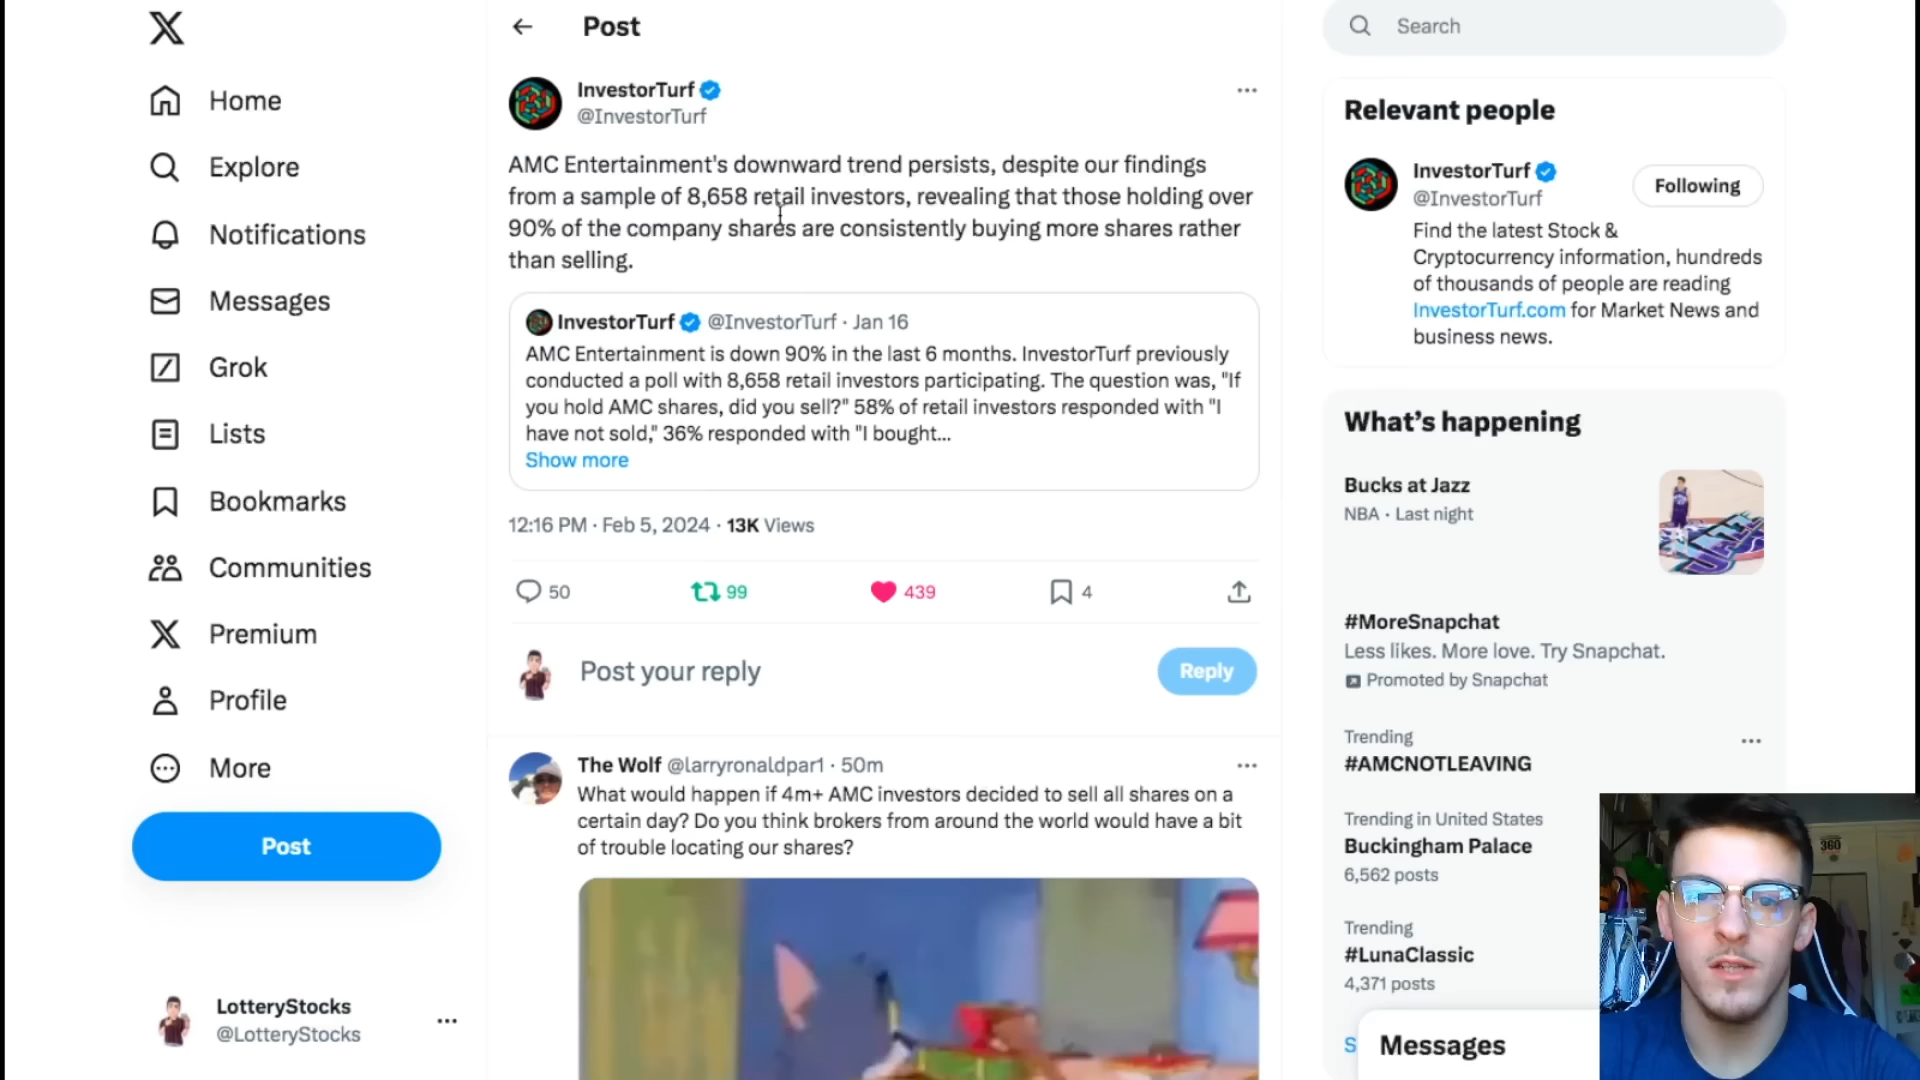 Home
Explore
Notifications
Messages
Grok
Lists
Bookmarks
Communities
Premium
Profile
More
Post
LotteryStocks
@LotteryStocks
Post
InvestorTurf
@InvestorTurf
AMC Entertainment's downward trend persists, despite our findings
from a sample of 8,658 retail investors, revealing that those holding over
90% of the company shares are consistently buying more shares rather
than selling.
InvestorTurf @InvestorTurf · Jan 16
AMC Entertainment is down 90% in the last 6 months. InvestorTurf previously
conducted a poll with 8,658 retail investors participating. The question was, "If
you hold AMC shares, did you sell?" 58% of retail investors responded with "I
have not sold," 36% responded with "I bought...
Show more
12:16 PM · Feb 5, 2024 · 13K Views
50 99 439 4
Post your reply
Reply
The Wolf @larryronaldpar1 · 50m
What would happen if 4m+ AMC investors decided to sell all shares on a
certain day? Do you think brokers from around the world would have a bit
of trouble locating our shares?
Search
Relevant people
InvestorTurf
@InvestorTurf
Following
Find the latest Stock &
Cryptocurrency information, hundreds
of thousands of people are reading
InvestorTurf.com for Market News and
business news.
What's happening
Bucks at Jazz
NBA · Last night
#MoreSnapchat
Less likes. More love. Try Snapchat.
Promoted by Snapchat
Trending
#AMCNOTLEAVING
Trending in United States
Buckingham Palace
6,562 posts
Trending
#LunaClassic
4,371 posts
S
Messages
360